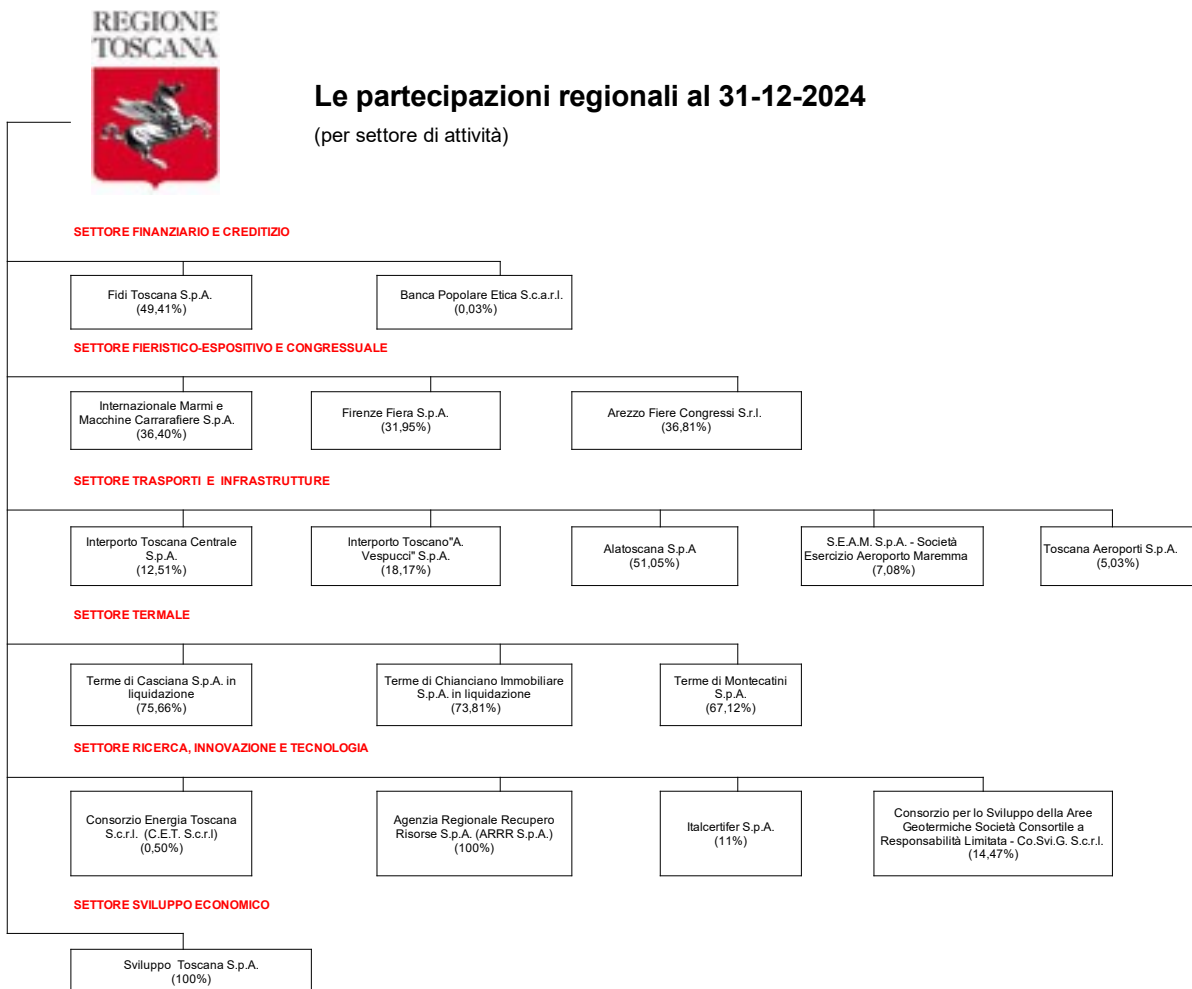 REGIONE
TOSCANA
Le partecipazioni regionali al 31-12-2024
(per settore di attività)
SETTORE FINANZIARIO E CREDITIZIO
Fidi Toscana S.p.A.
(49,41%)
Banca Popolare Etica S.c.a.r.l.
(0,03%)
SETTORE FIERISTICO-ESPOSITIVO E CONGRESSUALE
Internazionale Marmi e
Macchine Carrarafiere S.p.A.
(36,40%)
Firenze Fiera S.p.A.
(31,95%)
Arezzo Fiere Congressi S.r.l.
(36,81%)
SETTORE TRASPORTI E INFRASTRUTTURE
Interporto Toscana Centrale
S.p.A.
(12,51%)
Interporto Toscano"A.
Vespucci" S.p.A.
(18,17%)
Alatoscana S.p.A
(51,05%)
S.E.A.M. S.p.A. - Società
Esercizio Aeroporto Maremma
(7,08%)
Toscana Aeroporti S.p.A.
(5,03%)
SETTORE TERMALE
Terme di Casciana S.p.A. in
liquidazione
(75,66%)
Terme di Chianciano Immobiliare
S.p.A. in liquidazione
(73,81%)
Terme di Montecatini
S.p.A.
(67,12%)
SETTORE RICERCA, INNOVAZIONE E TECNOLOGIA
Consorzio Energia Toscana
S.c.r.l. (C.E.T. S.c.r.l)
(0,50%)
Agenzia Regionale Recupero
Risorse S.p.A. (ARRR S.p.A.)
(100%)
Italcertifer S.p.A.
(11%)
Consorzio per lo Sviluppo della Aree
Geotermiche Società Consortile a
Responsabilità Limitata - Co.Svi.G. S.c.r.l.
(14,47%)
SETTORE SVILUPPO ECONOMICO
Sviluppo Toscana S.p.A.
(100%)